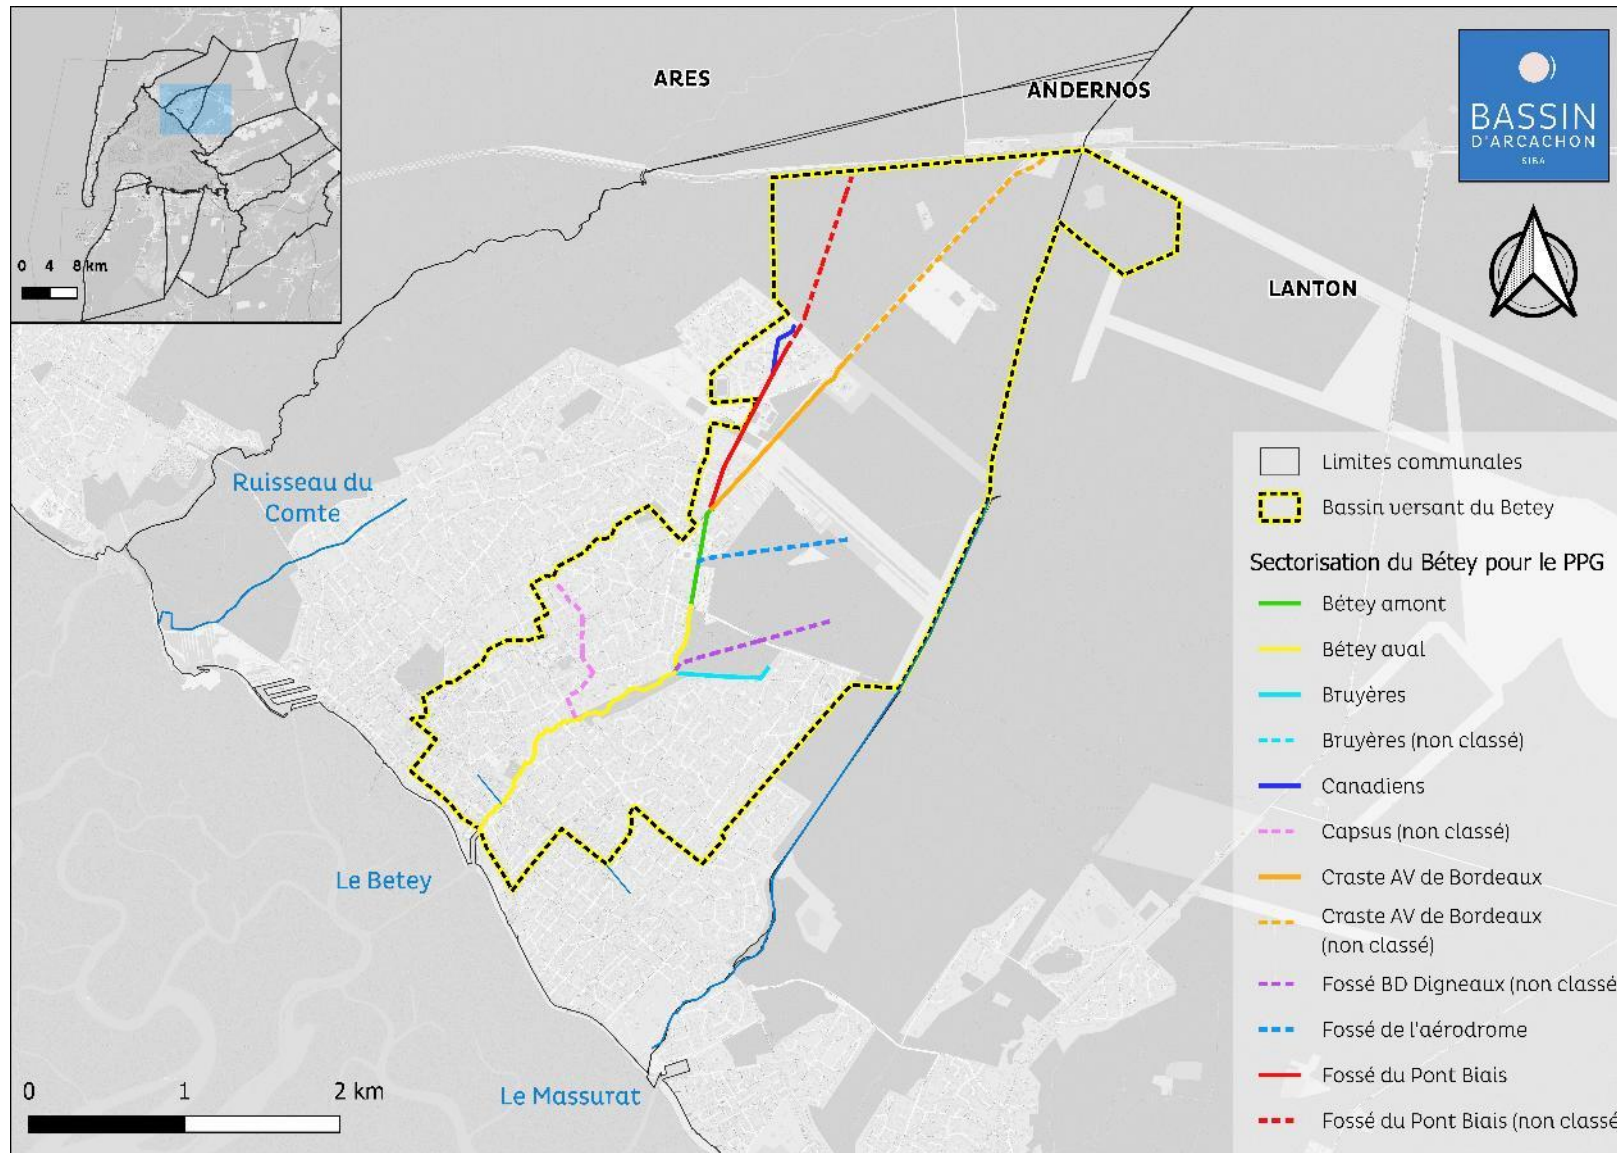 ARES
ANDERNOS
BASSIN
D'ARCACHON
SIBA
0 4 8 km
LANTON
Ruisseau du
Comte
Le Betey
Le Massurat
0 1 2 km
Limites communales
Bassin versant du Betey
Sectorisation du Bétey pour le PPG
Bétey amont
Bétey aval
Bruyères
Bruyères (non classé)
Canadiens
Capsus (non classé)
Craste AV de Bordeaux
Craste AV de Bordeaux
(non classé)
Fossé BD Digneaux (non classé
Fossé de l'aérodrome
Fossé du Pont Biais
Fossé du Pont Biais (non classé